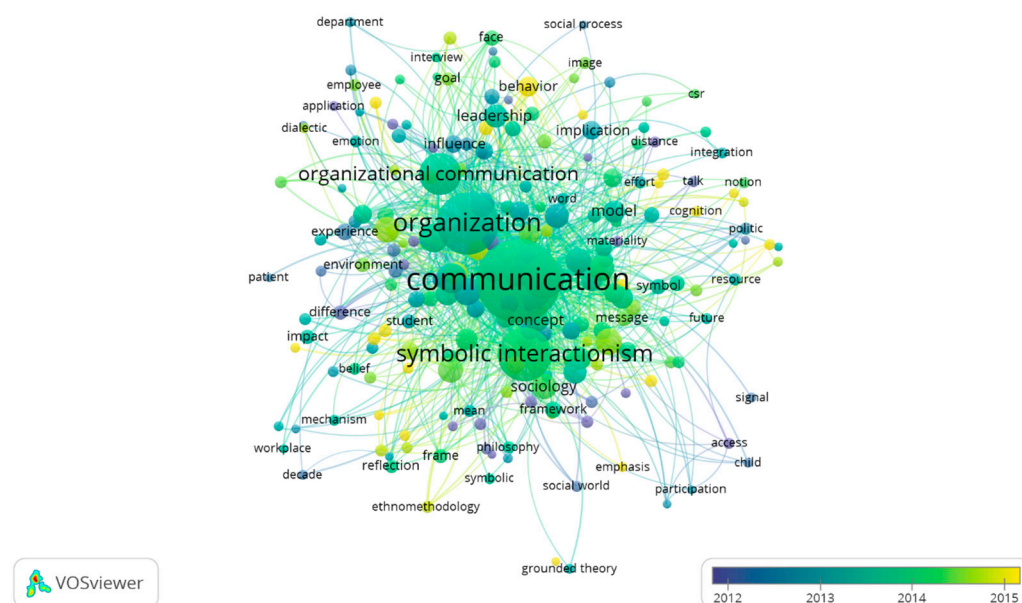 department
social process
face
interview
image
goal
employee
behavior
csr
application
leadership
dialectic
emotion
influence
implication
distance
integration
organizational communication
effort
talk
notion
word
model
cognition
organization
experience
politic
materiality
environment
patient
communication
symbol
resource
difference
student
concept
message
future
impact
symbolic interactionism
belief
sociology
signal
mean
framework
mechanism
workplace
philosophy
access
frame
reflection
emphasis
child
decade
symbolic
social world
participation
ethnomethodology
grounded theory
VOSviewer
2012
2013
2014
2015